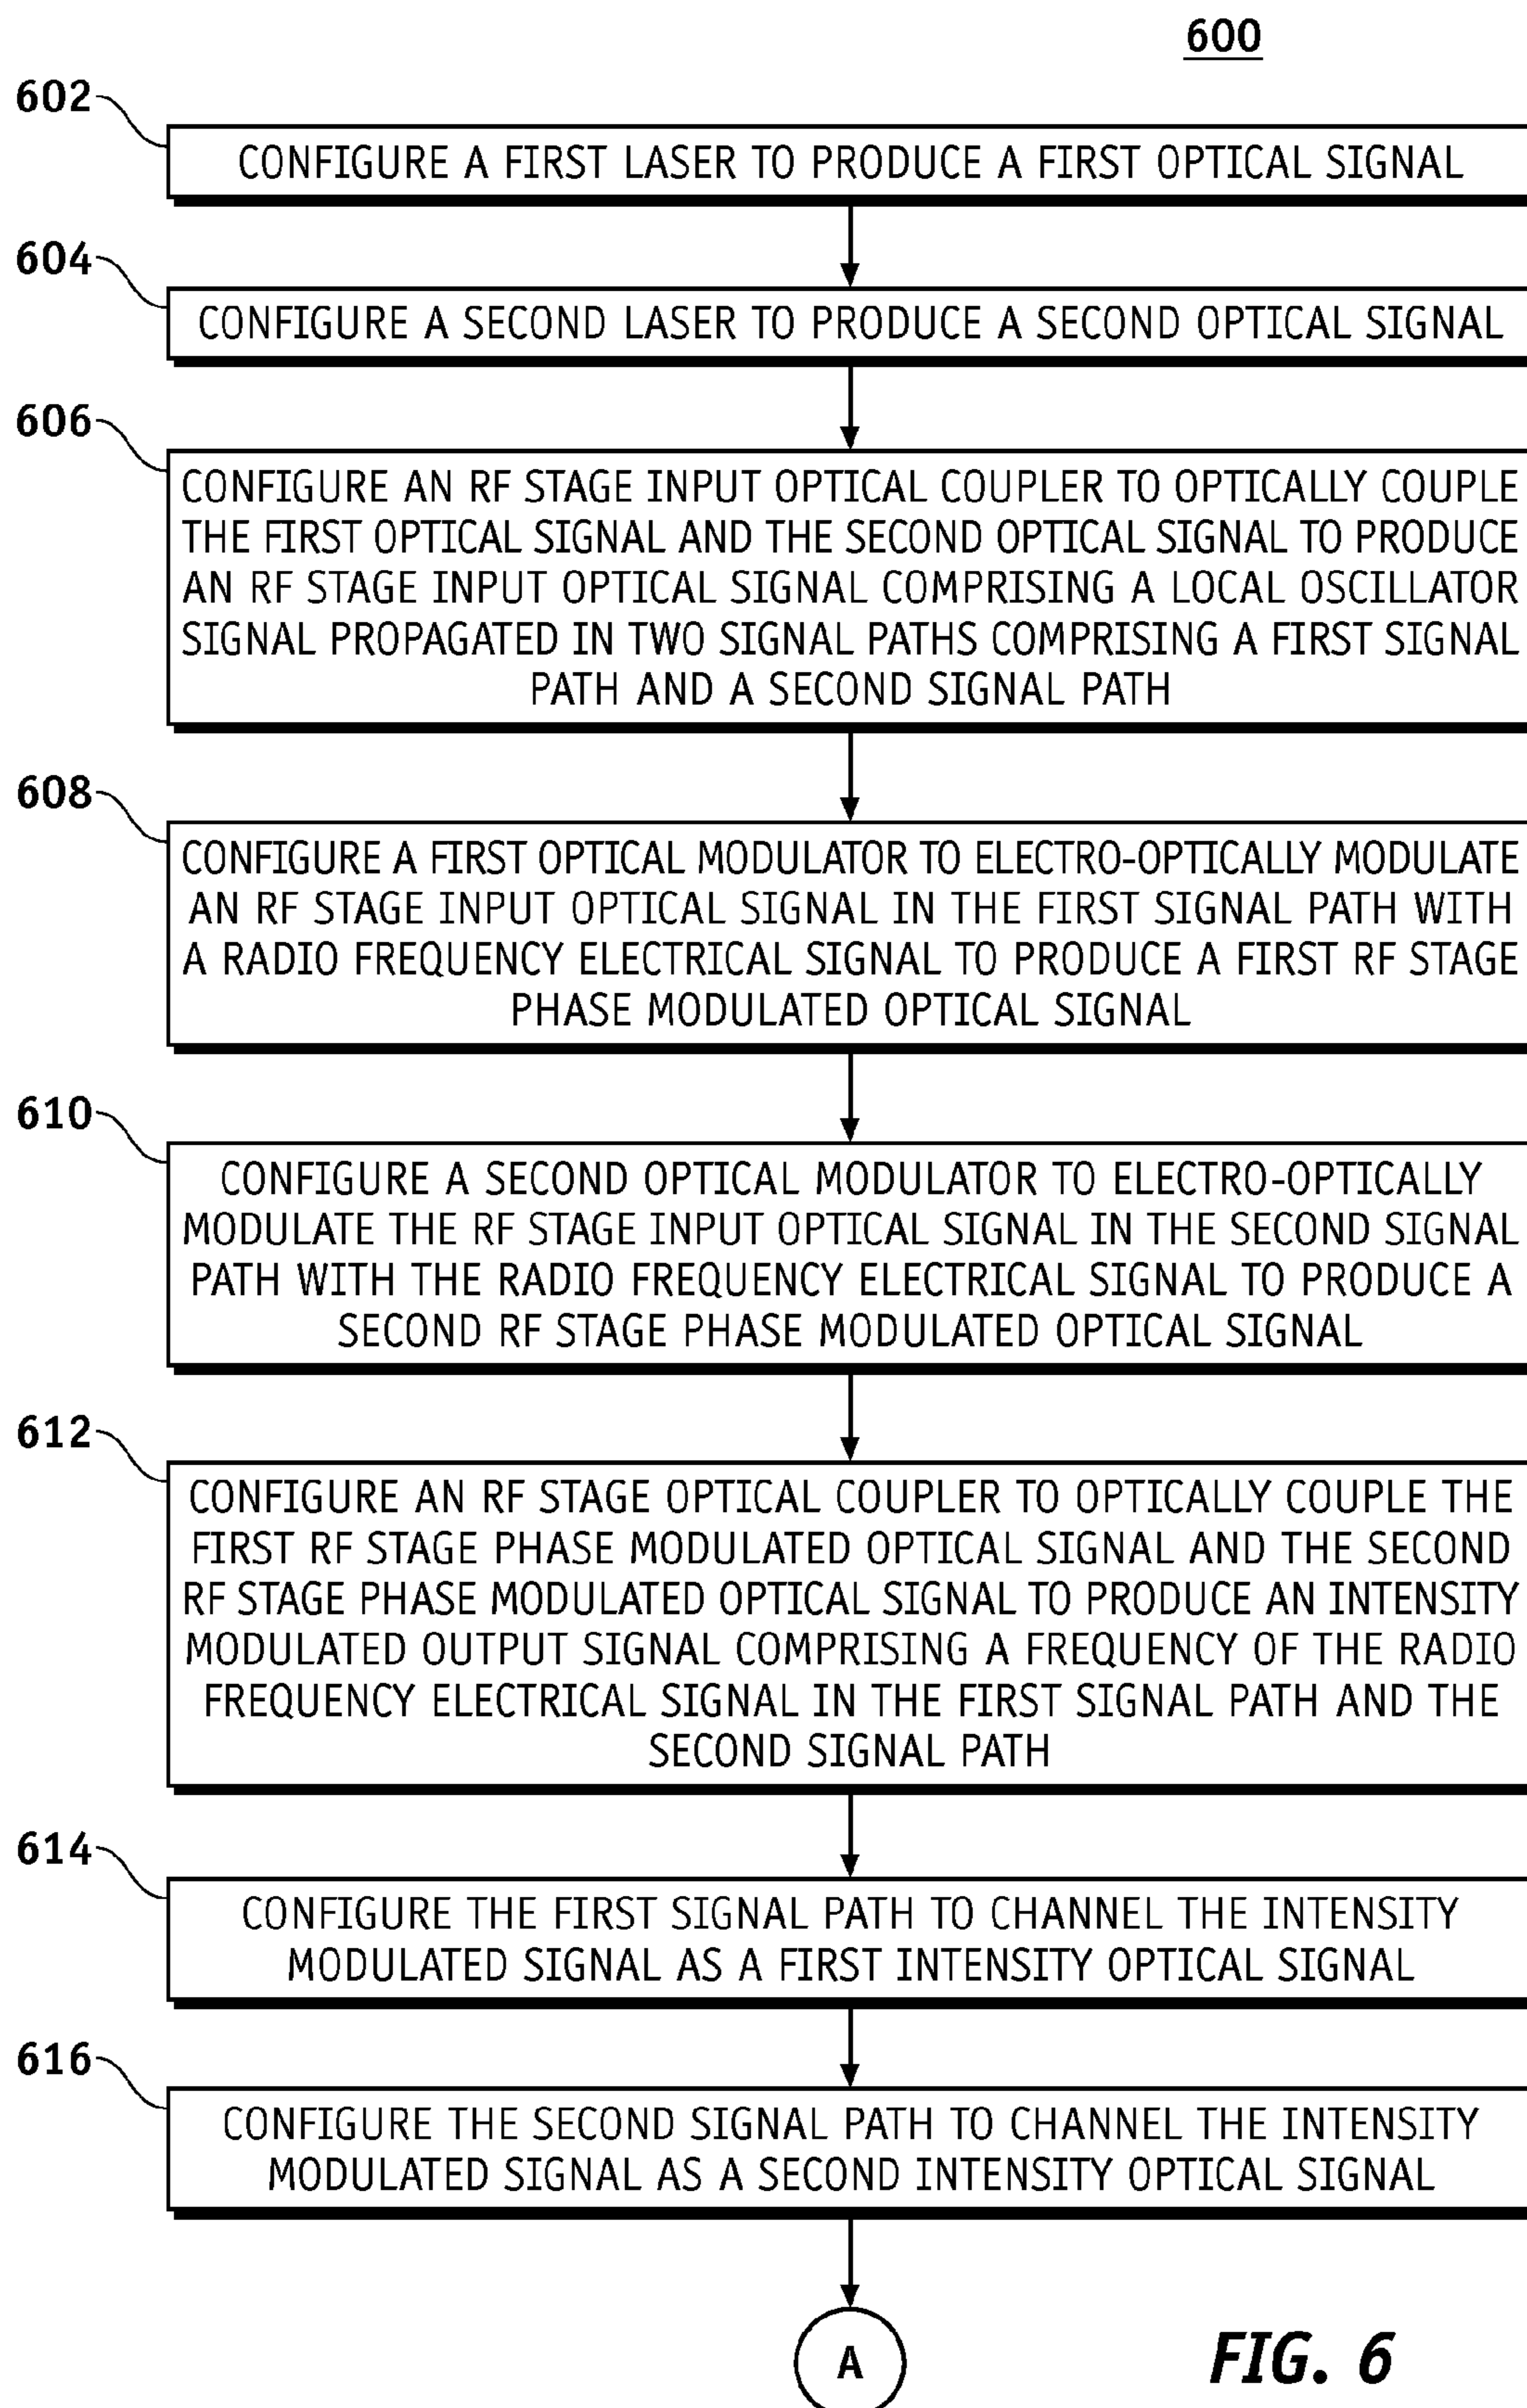 600
602
CONFIGURE A FIRST LASER TO PRODUCE A FIRST OPTICAL SIGNAL
604
CONFIGURE A SECOND LASER TO PRODUCE A SECOND OPTICAL SIGNAL
606
CONFIGURE AN RF STAGE INPUT OPTICAL COUPLER TO OPTICALLY COUPLE
THE FIRST OPTICAL SIGNAL AND THE SECOND OPTICAL SIGNAL TO PRODUCE
AN RF STAGE INPUT OPTICAL SIGNAL COMPRISING A LOCAL OSCILLATOR
SIGNAL PROPAGATED IN TWO SIGNAL PATHS COMPRISING A FIRST SIGNAL
PATH AND A SECOND SIGNAL PATH
608
CONFIGURE A FIRST OPTICAL MODULATOR TO ELECTRO-OPTICALLY MODULATE
AN RF STAGE INPUT OPTICAL SIGNAL IN THE FIRST SIGNAL PATH WITH
A RADIO FREQUENCY ELECTRICAL SIGNAL TO PRODUCE A FIRST RF STAGE
PHASE MODULATED OPTICAL SIGNAL
610
CONFIGURE A SECOND OPTICAL MODULATOR TO ELECTRO-OPTICALLY
MODULATE THE RF STAGE INPUT OPTICAL SIGNAL IN THE SECOND SIGNAL
PATH WITH THE RADIO FREQUENCY ELECTRICAL SIGNAL TO PRODUCE A
SECOND RF STAGE PHASE MODULATED OPTICAL SIGNAL
612
CONFIGURE AN RF STAGE OPTICAL COUPLER TO OPTICALLY COUPLE THE
FIRST RF STAGE PHASE MODULATED OPTICAL SIGNAL AND THE SECOND
RF STAGE PHASE MODULATED OPTICAL SIGNAL TO PRODUCE AN INTENSITY
MODULATED OUTPUT SIGNAL COMPRISING A FREQUENCY OF THE RADIO
FREQUENCY ELECTRICAL SIGNAL IN THE FIRST SIGNAL PATH AND THE
SECOND SIGNAL PATH
614
CONFIGURE THE FIRST SIGNAL PATH TO CHANNEL THE INTENSITY
MODULATED SIGNAL AS A FIRST INTENSITY OPTICAL SIGNAL
616
CONFIGURE THE SECOND SIGNAL PATH TO CHANNEL THE INTENSITY
MODULATED SIGNAL AS A SECOND INTENSITY OPTICAL SIGNAL
A
FIG. 6